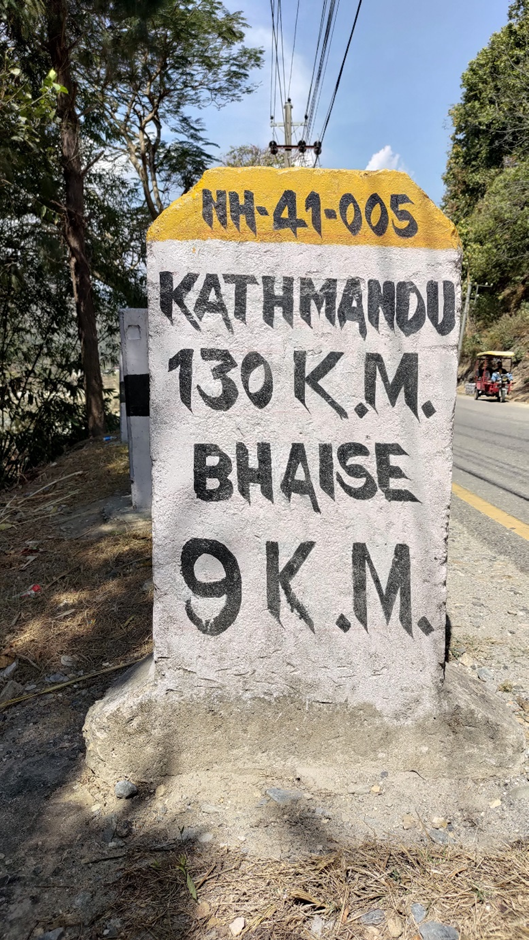 NH-41-005
KATHMANDU
130 K.M.
BHAISE
9 K.M.